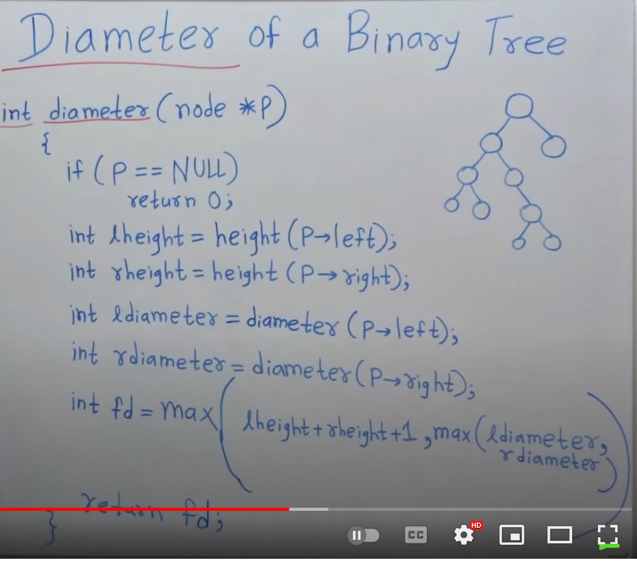 Diameter of a Binary Tree
int diameter (node *P)
{
if (P == NULL)
return 0;
int lheight = height (P→left);
int rheight = height (P→right);
int ldiameter = diameter (P→left);
int rdiameter = diameter (P→right);
int fd = max( lheight + rheight + 1 , max( ldiameter,
rdiameter)
)
return fd;
}
CC HD